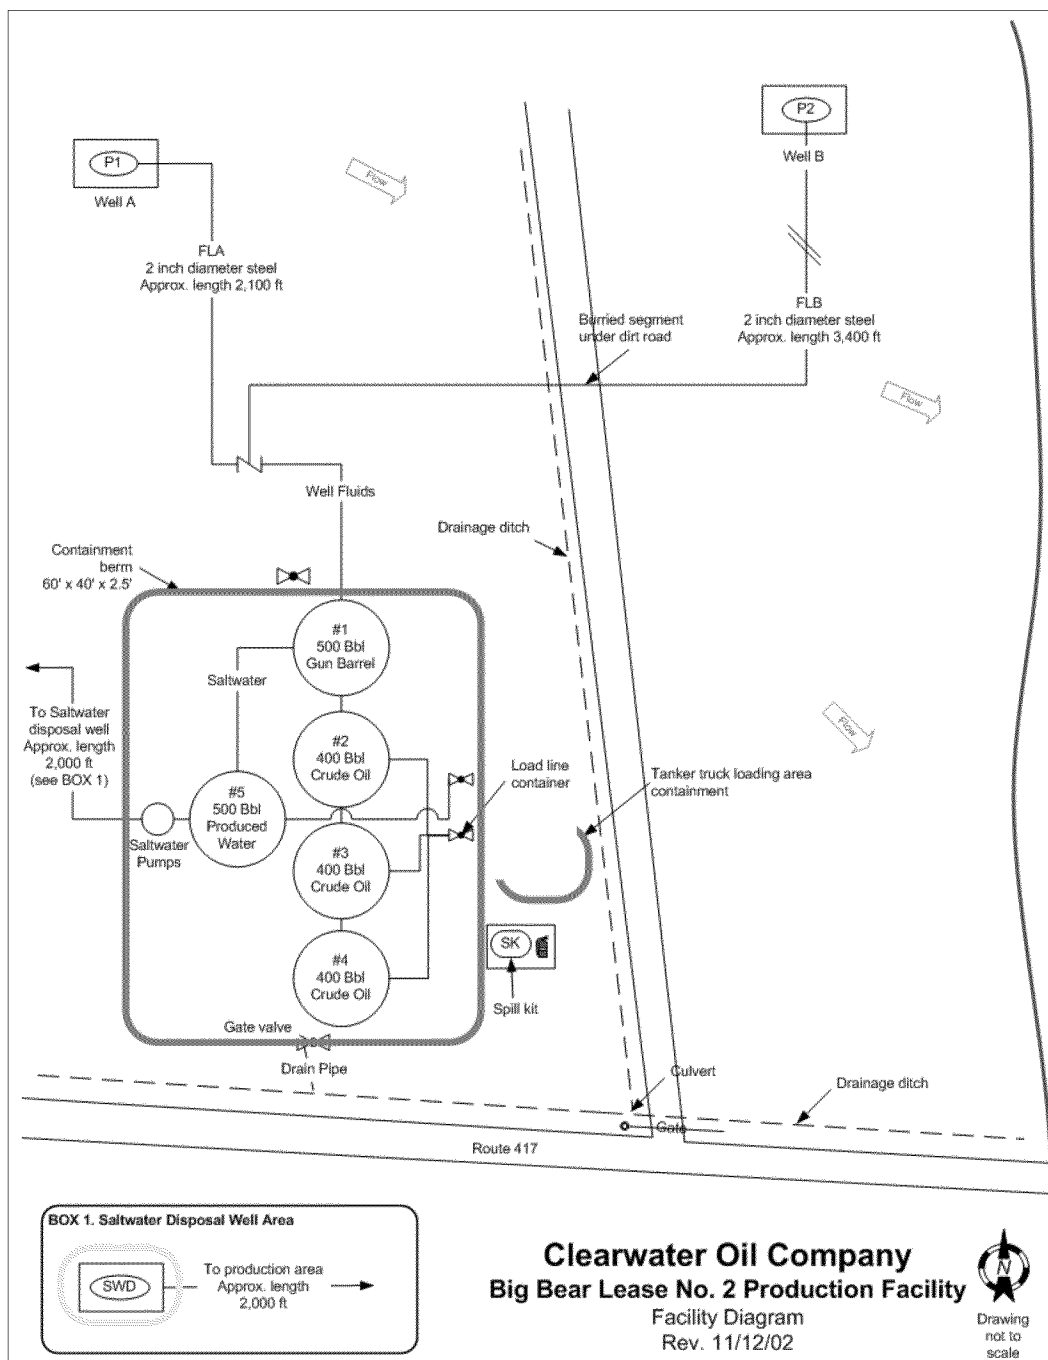 P1
Well A
Flow
P2
Well B
FLA
2 inch diameter steel
Approx. length 2,100 ft
FLB
2 inch diameter steel
Approx. length 3,400 ft
Burried segment
under dirt road
Flow
Well Fluids
Drainage ditch
Containment
berm
60' x 40' x 2.5'
#1
500 Bbl
Gun Barrel
Saltwater
To Saltwater
disposal well
Approx. length
2,000 ft
(see BOX 1)
#2
400 Bbl
Crude Oil
Flow
Load line
container
Tanker truck loading area
containment
#5
500 Bbl
Produced
Water
Saltwater
Pumps
#3
400 Bbl
Crude Oil
SK
Spill kit
#4
400 Bbl
Crude Oil
Gate valve
Drain Pipe
Culvert
Drainage ditch
Gate
Route 417
BOX 1. Saltwater Disposal Well Area
SWD
To production area
Approx. length
2,000 ft
Clearwater Oil Company
Big Bear Lease No. 2 Production Facility
Facility Diagram
Rev. 11/12/02
N
Drawing
not to
scale